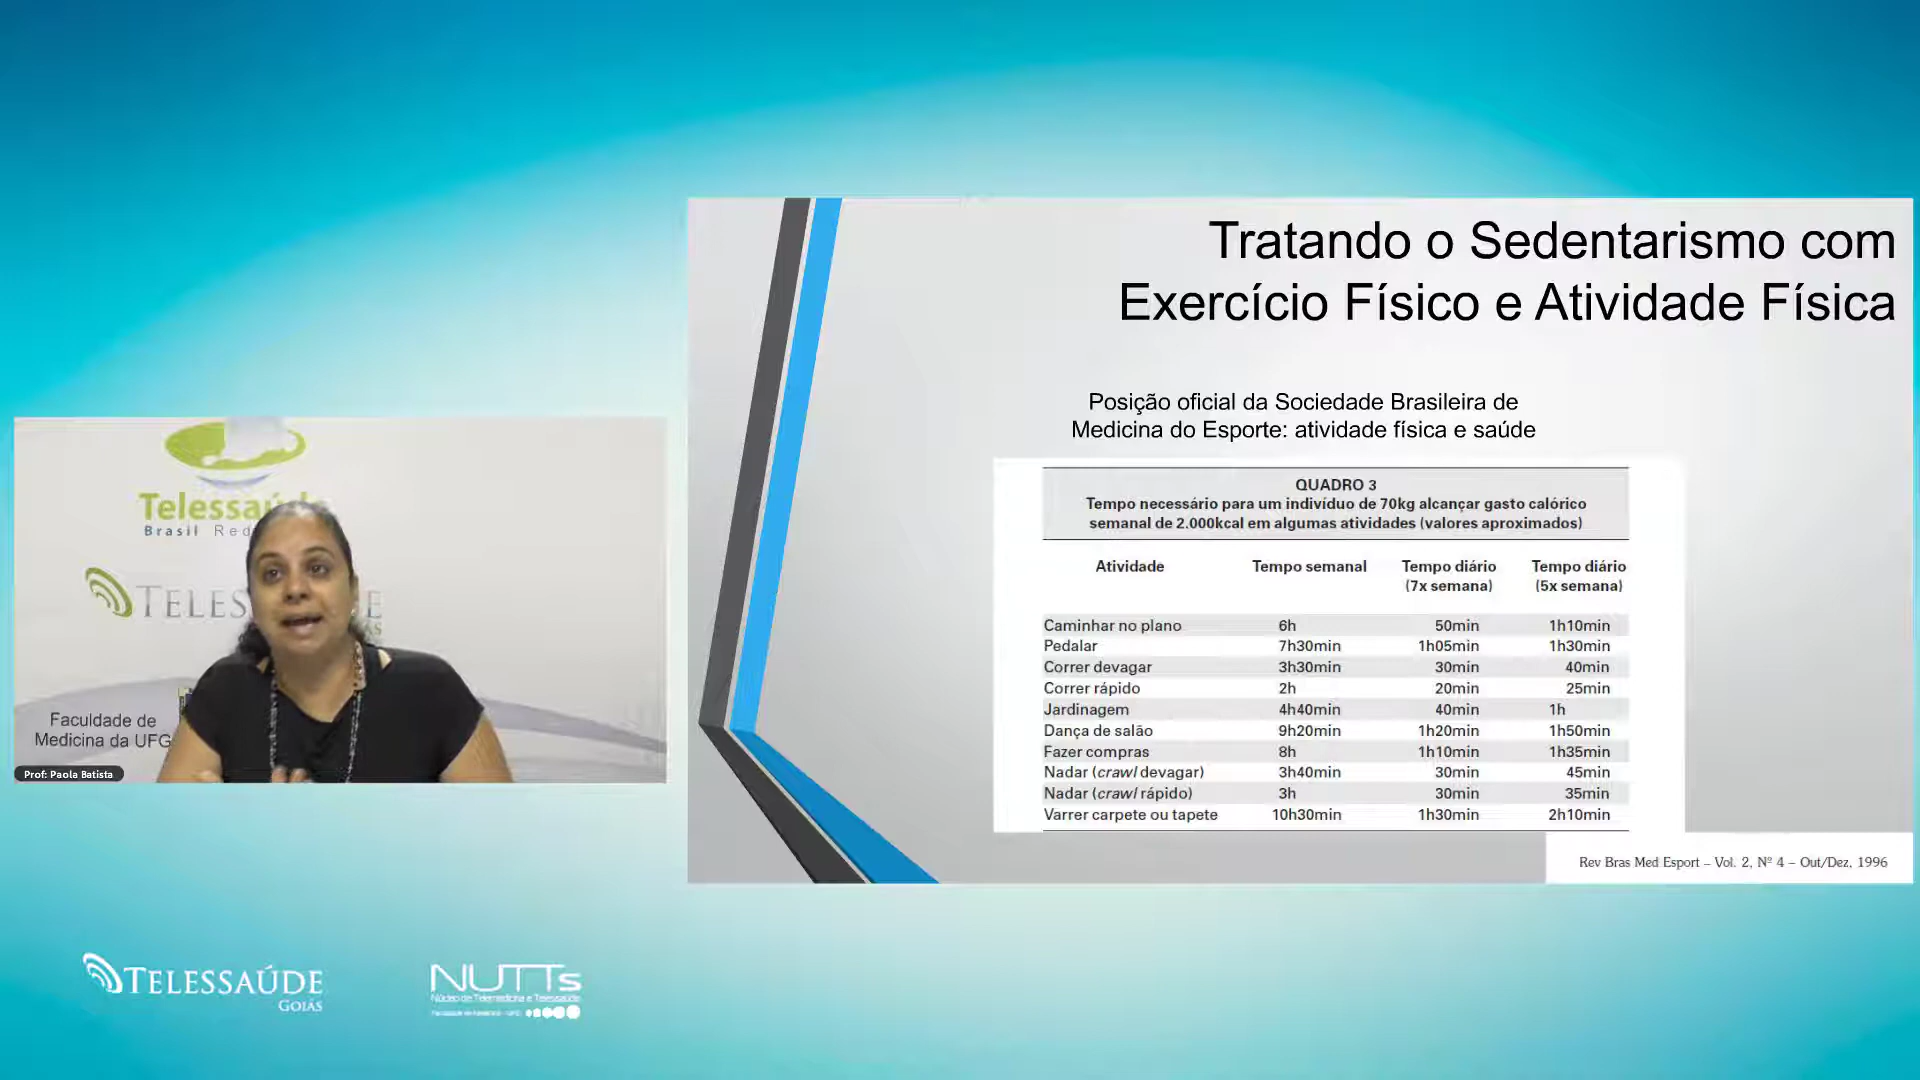 Tratando o Sedentarismo com
Exercício Físico e Atividade Física
Posição oficial da Sociedade Brasileira de
Medicina do Esporte: atividade física e saúde
QUADRO 3
Tempo necessário para um indivíduo de 70kg alcançar gasto calórico
semanal de 2.000kcal em algumas atividades (valores aproximados)
Atividade Tempo semanal Tempo diário Tempo diário
(7x semana) (5x semana)
Caminhar no plano 6h 50min 1h10min
Pedalar 7h30min 1h05min 1h30min
Correr devagar 3h30min 30min 40min
Correr rápido 2h 20min 25min
Jardinagem 4h40min 40min 1h
Dança de salão 9h20min 1h20min 1h50min
Fazer compras 8h 1h10min 1h35min
Nadar (crawl devagar) 3h40min 30min 45min
Nadar (crawl rápido) 3h 30min 35min
Varrer carpete ou tapete 10h30min 1h30min 2h10min
Rev Bras Med Esport – Vol. 2, Nº 4 – Out/Dez, 1996
Telessaú
Brasil Red
TELES E
Faculdade de
Medicina da UFG
Prof: Paola Batista
TELESSAÚDE
GOIÁS
NUTTs
Núcleo de Telemedicina e Telessaúde